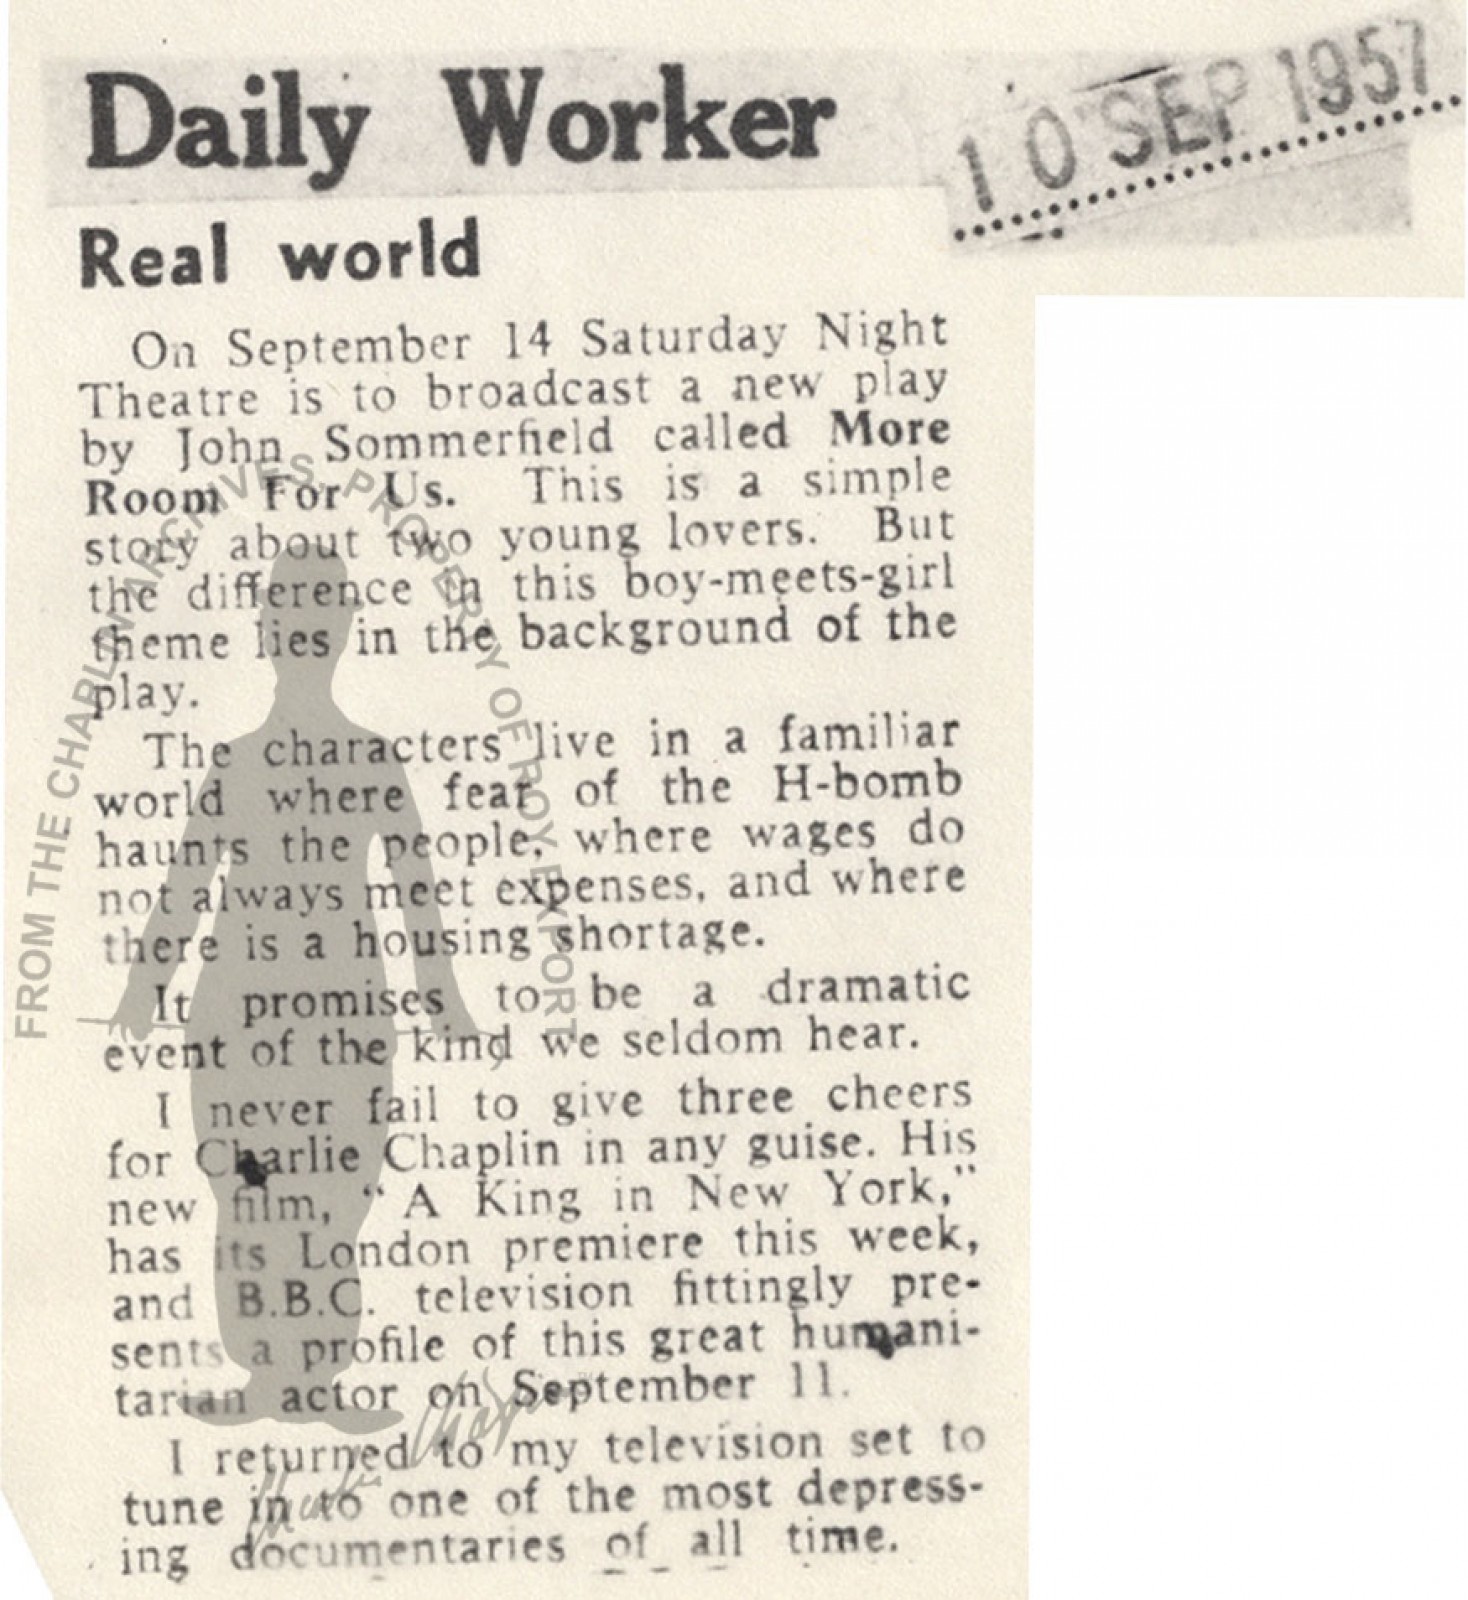 Daily Worker
10 SEP 1957
Real world
On September 14 Saturday Night
Theatre is to broadcast a new play
by John Sommerfield called More
Room For Us. This is a simple
story about two young lovers. But
the difference in this boy-meets-girl
theme lies in the background of the
play.
The characters live in a familiar
world where fear of the H-bomb
haunts the people, where wages do
not always meet expenses, and where
there is a housing shortage.
It promises to be a dramatic
event of the kind we seldom hear.
I never fail to give three cheers
for Charlie Chaplin in any guise. His
new film, “A King in New York,”
has its London premiere this week,
and B.B.C. television fittingly pre-
sents a profile of this great humani-
tarian actor on September 11.
I returned to my television set to
tune in to one of the most depress-
ing documentaries of all time.
FROM THE CHAPLIN ARCHIVES. PROPERTY OF ROY EXPORT
Charlie Chaplin